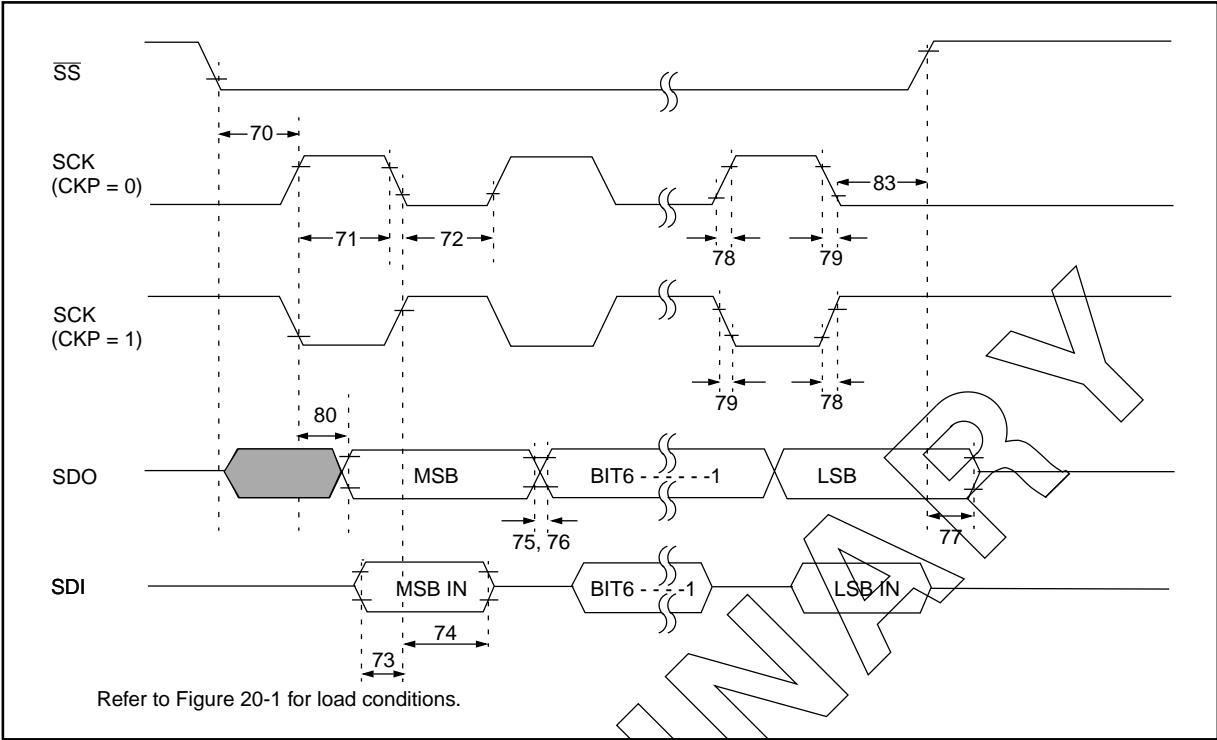 SS
70
SCK
(CKP = 0)
83
71
72
78
79
SCK
(CKP = 1)
79
78
80
SDO
MSB
BIT6 - - - - - -1
LSB
75, 76
77
SDI
MSB IN
BIT6 - - - -1
LSB IN
74
73
Refer to Figure 20-1 for load conditions.
INARY